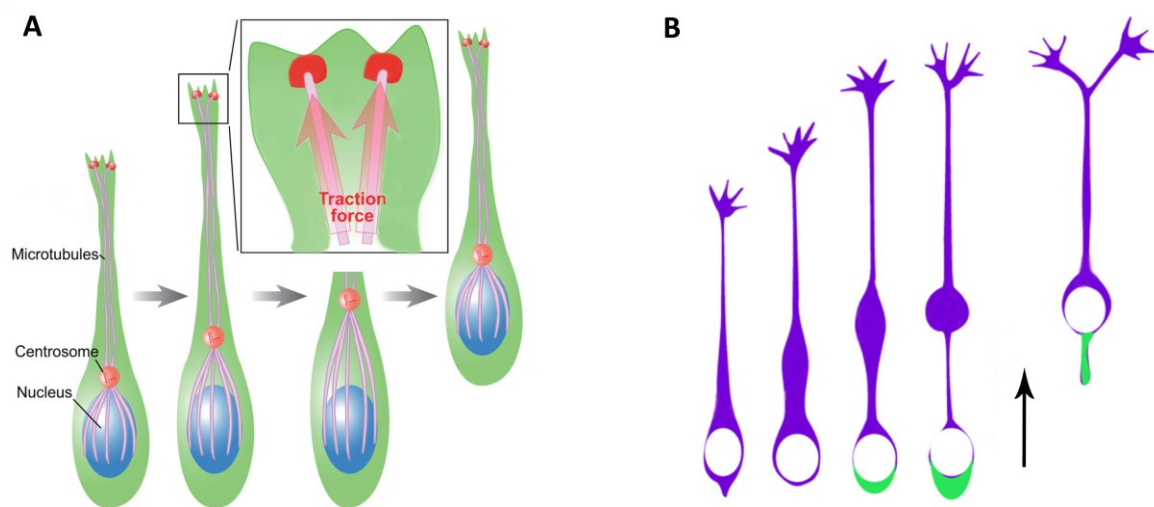 A
B
Traction
force
Microtubules
Centrosome
Nucleus